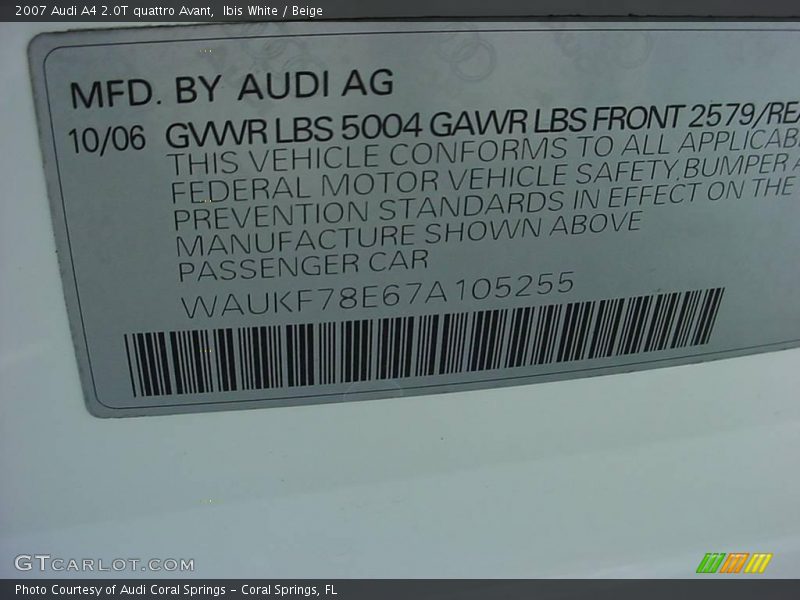 2007 Audi A4 2.0T quattro Avant, Ibis White / Beige
MFD. BY AUDI AG
10/06 GVWR LBS 5004 GAWR LBS FRONT 2579/REA
THIS VEHICLE CONFORMS TO ALL APPLICAB
FEDERAL MOTOR VEHICLE SAFETY, BUMPER A
PREVENTION STANDARDS IN EFFECT ON THE
MANUFACTURE SHOWN ABOVE
PASSENGER CAR
WAUKF78E67A105255
GTCARLOT.COM
Photo Courtesy of Audi Coral Springs - Coral Springs, FL